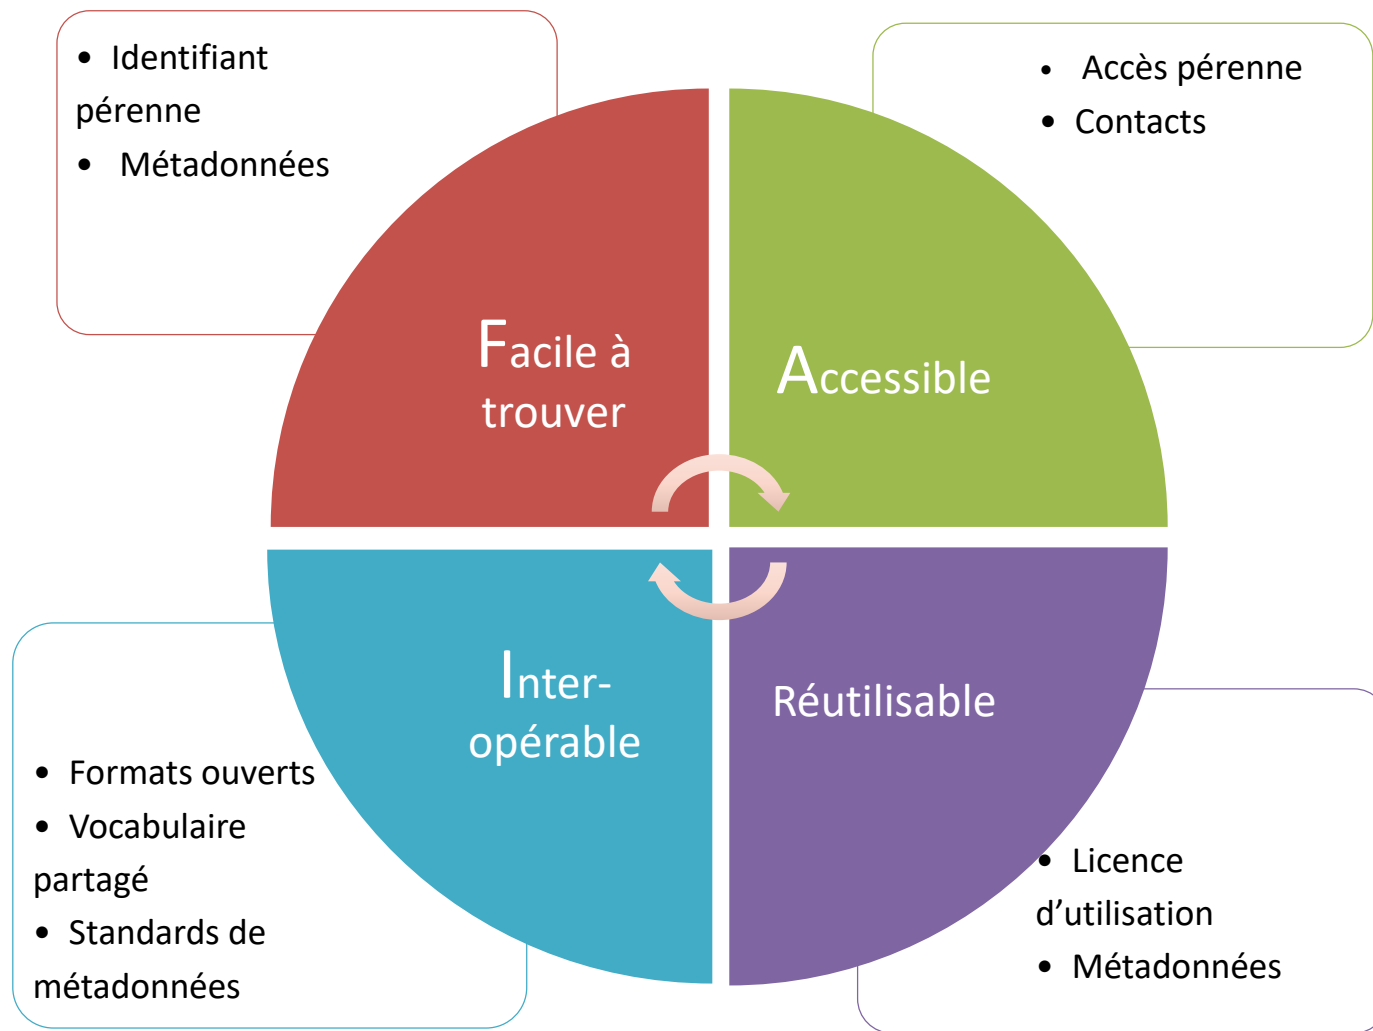 • Identifiant
pérenne
• Métadonnées
• Accès pérenne
• Contacts
Facile à
trouver
Accessible
Inter-
opérable
Réutilisable
• Formats ouverts
• Vocabulaire
partagé
• Standards de
métadonnées
• Licence
d’utilisation
• Métadonnées